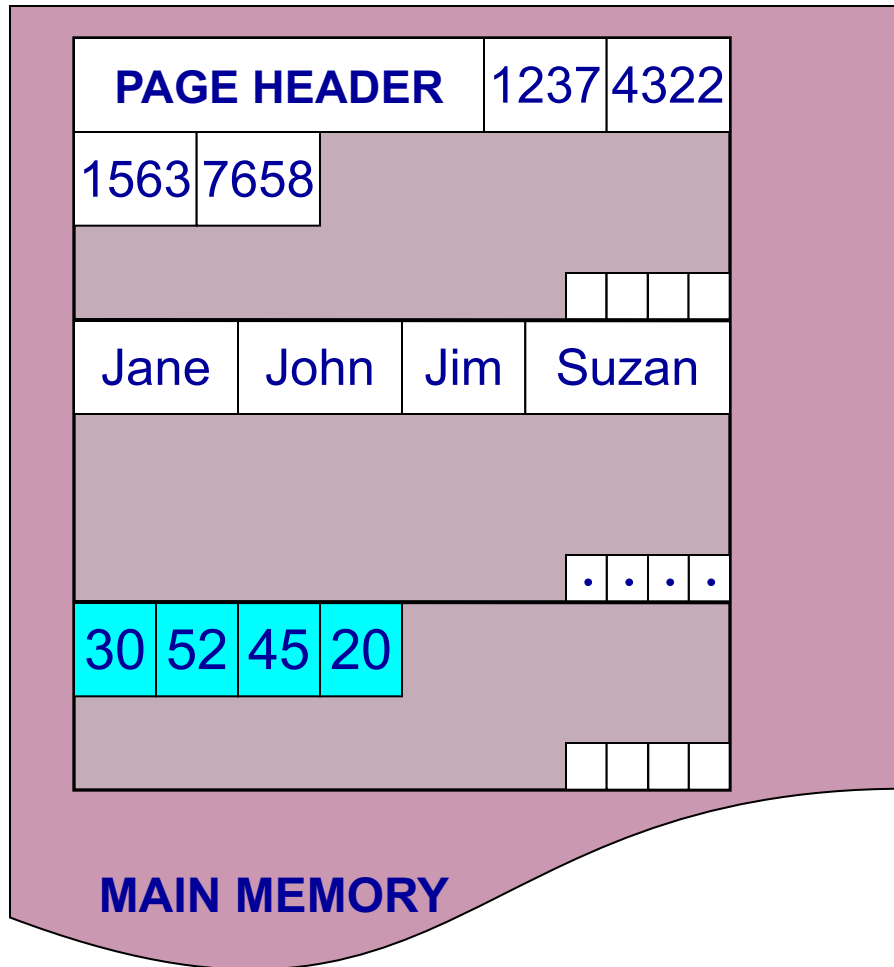 PAGE HEADER 1237 4322
1563 7658
Jane John Jim Suzan
30 52 45 20
MAIN MEMORY